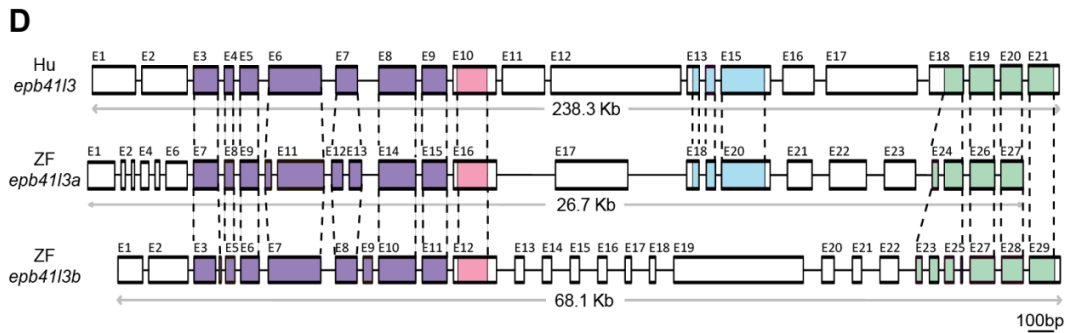 D
E1 E2 E3 E4 E5 E6 E7 E8 E9 E10 E11 E12 E13 E15 E16 E17 E18 E19 E20 E21
Hu
epb41l3
238.3 Kb
E1 E2 E4 E6 E7 E8 E9 E11 E12 E13 E14 E15 E16 E17 E18 E20 E21 E22 E23 E24 E26 E27
ZF
epb41l3a
26.7 Kb
E1 E2 E3 E5 E6 E7 E8 E9 E10 E11 E12 E13 E14 E15 E16 E17 E18 E19 E20 E21 E22 E23 E25 E27 E28 E29
ZF
epb41l3b
68.1 Kb
100bp